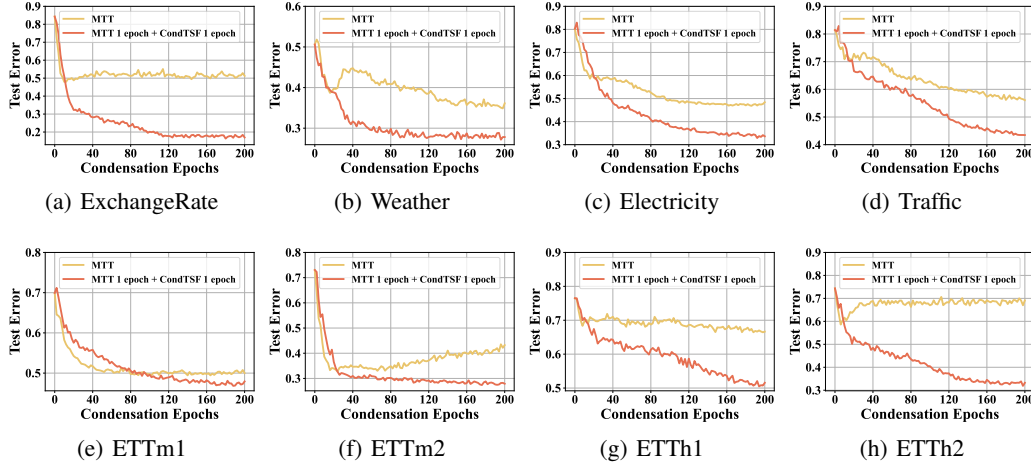 0.9
0.8
0.7
0.6
0.5
0.4
0.3
0.2
Test Error
MTT
MTT 1 epoch + CondTSF 1 epoch
0 40 80 120 160 200
Condensation Epochs
(a) ExchangeRate
0.6
0.5
0.4
0.3
Test Error
MTT
MTT 1 epoch + CondTSF 1 epoch
0 40 80 120 160 200
Condensation Epochs
(b) Weather
0.9
0.8
0.7
0.6
0.5
0.4
0.3
Test Error
MTT
MTT 1 epoch + CondTSF 1 epoch
0 40 80 120 160 200
Condensation Epochs
(c) Electricity
0.9
0.8
0.7
0.6
0.5
0.4
Test Error
MTT
MTT 1 epoch + CondTSF 1 epoch
0 40 80 120 160 200
Condensation Epochs
(d) Traffic
0.8
0.7
0.6
0.5
Test Error
MTT
MTT 1 epoch + CondTSF 1 epoch
0 40 80 120 160 200
Condensation Epochs
(e) ETTm1
0.8
0.7
0.6
0.5
0.4
0.3
Test Error
MTT
MTT 1 epoch + CondTSF 1 epoch
0 40 80 120 160 200
Condensation Epochs
(f) ETTm2
0.9
0.8
0.7
0.6
0.5
Test Error
MTT
MTT 1 epoch + CondTSF 1 epoch
0 40 80 120 160 200
Condensation Epochs
(g) ETTh1
0.9
0.8
0.7
0.6
0.5
0.4
0.3
Test Error
MTT
MTT 1 epoch + CondTSF 1 epoch
0 40 80 120 160 200
Condensation Epochs
(h) ETTh2